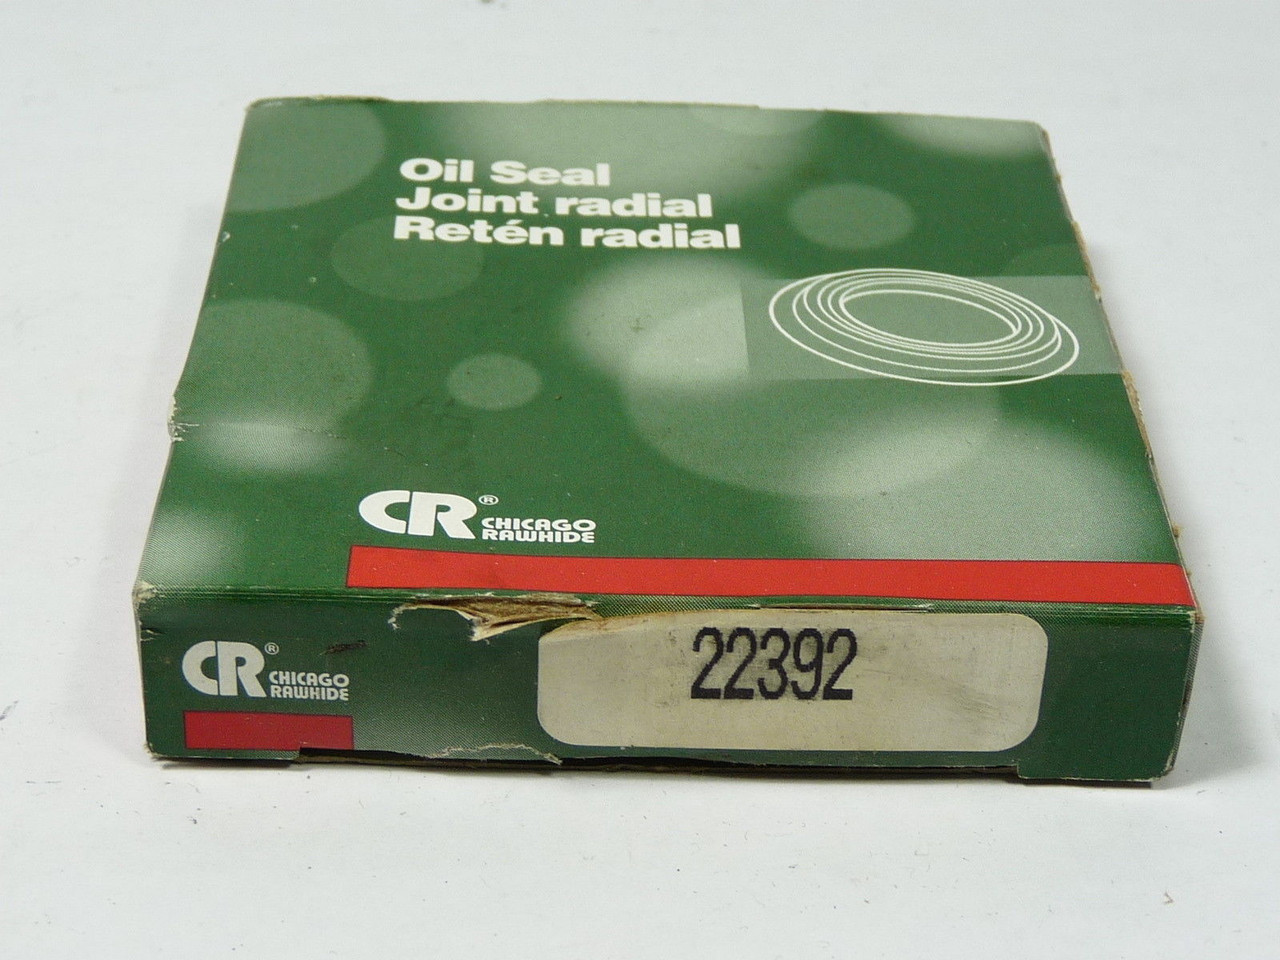 Oil Seal
Joint radial
Retén radial
CR®
CHICAGO
RAWHIDE
CR®
CHICAGO
RAWHIDE
22392